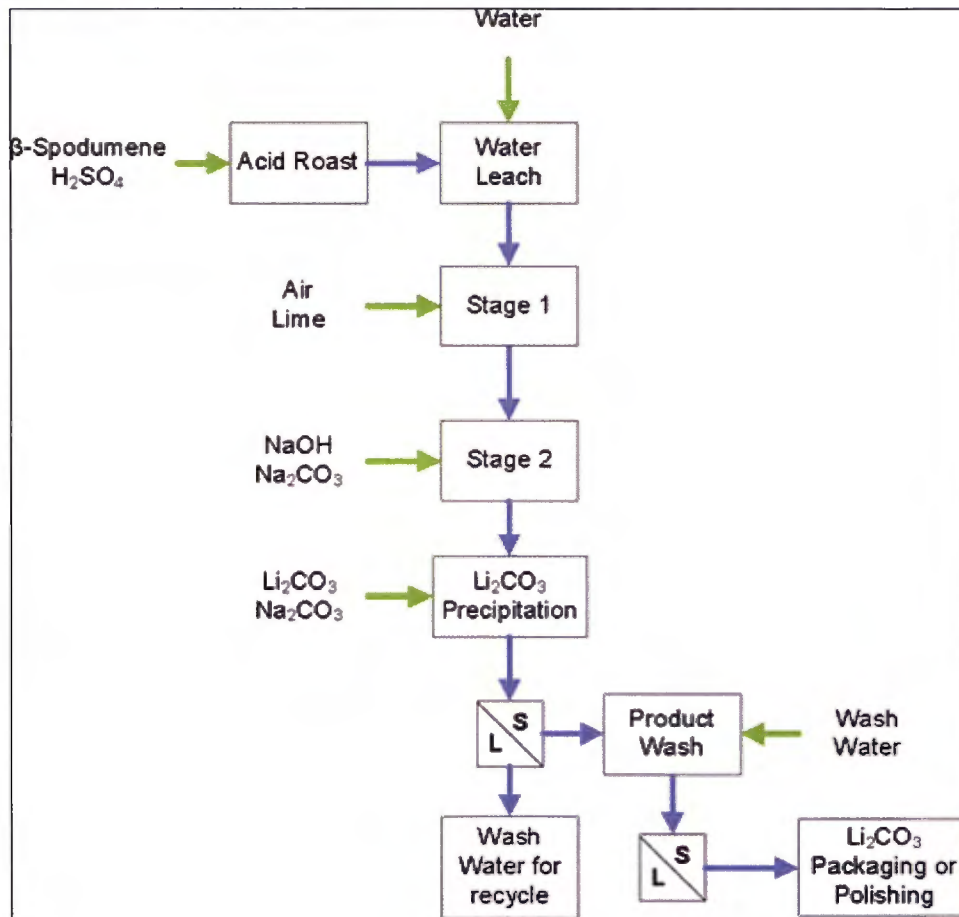 Water
β-Spodumene
H₂SO₄
Acid Roast
Water
Leach
Air
Lime
Stage 1
NaOH
Na₂CO₃
Stage 2
Li₂CO₃
Na₂CO₃
Li₂CO₃
Precipitation
S
L
Product
Wash
Wash
Water
Wash
Water for
recycle
S
L
Li₂CO₃
Packaging or
Polishing